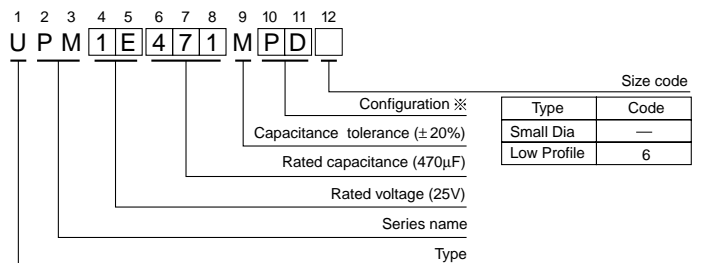 1 2 3 4 5 6 7 8 9 10 11 12
U P M 1 E 4 7 1 M P D
Size code
Configuration ※
Type Code
Capacitance tolerance (±20%)
Small Dia —
Rated capacitance (470μF)
Low Profile 6
Rated voltage (25V)
Series name
Type